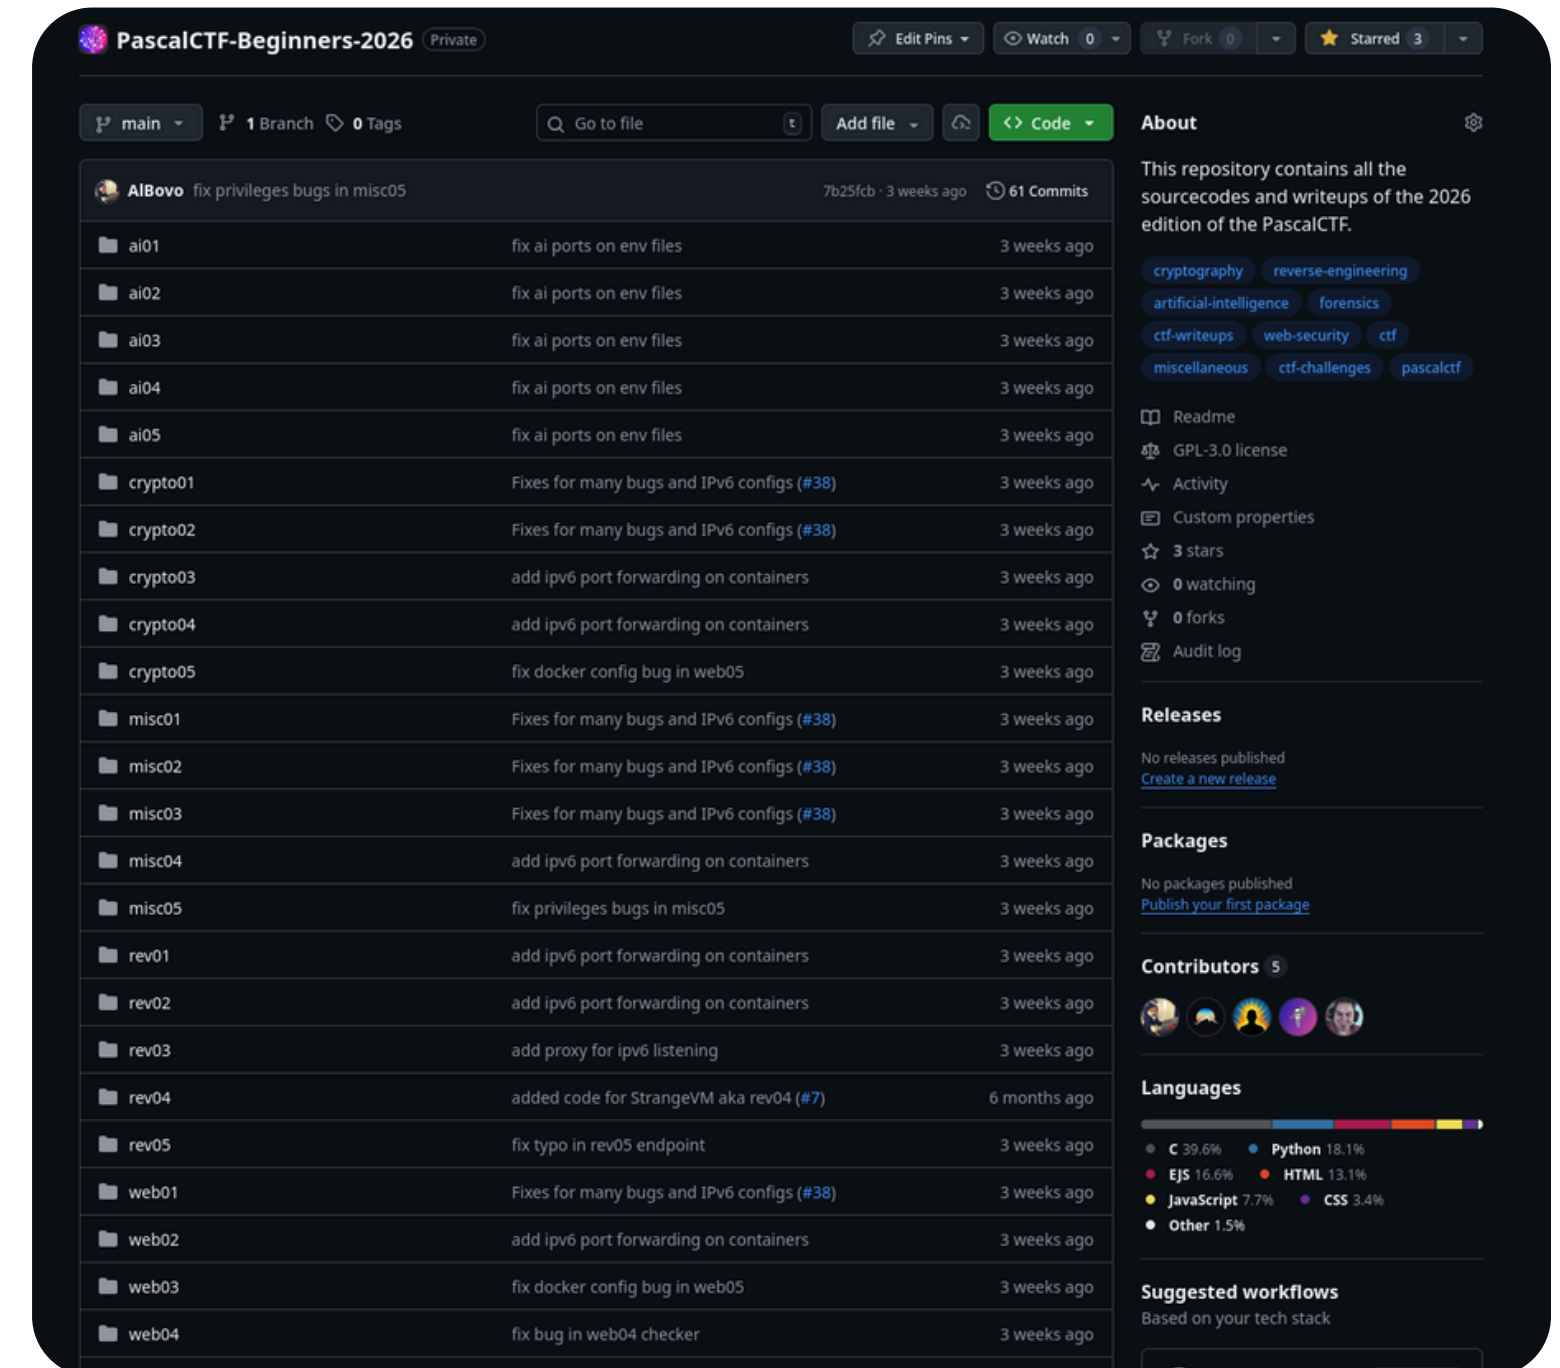 PascalCTF-Beginners-2026 Private
Edit Pins Watch 0 Fork 0 Starred 3
main 1 Branch 0 Tags Go to file t Add file Code
AlBovo fix privileges bugs in misc05 7b25fcb · 3 weeks ago 61 Commits
ai01 fix ai ports on env files 3 weeks ago
ai02 fix ai ports on env files 3 weeks ago
ai03 fix ai ports on env files 3 weeks ago
ai04 fix ai ports on env files 3 weeks ago
ai05 fix ai ports on env files 3 weeks ago
crypto01 Fixes for many bugs and IPv6 configs (#38) 3 weeks ago
crypto02 Fixes for many bugs and IPv6 configs (#38) 3 weeks ago
crypto03 add ipv6 port forwarding on containers 3 weeks ago
crypto04 add ipv6 port forwarding on containers 3 weeks ago
crypto05 fix docker config bug in web05 3 weeks ago
misc01 Fixes for many bugs and IPv6 configs (#38) 3 weeks ago
misc02 Fixes for many bugs and IPv6 configs (#38) 3 weeks ago
misc03 Fixes for many bugs and IPv6 configs (#38) 3 weeks ago
misc04 add ipv6 port forwarding on containers 3 weeks ago
misc05 fix privileges bugs in misc05 3 weeks ago
rev01 add ipv6 port forwarding on containers 3 weeks ago
rev02 add ipv6 port forwarding on containers 3 weeks ago
rev03 add proxy for ipv6 listening 3 weeks ago
rev04 added code for StrangeVM aka rev04 (#7) 6 months ago
rev05 fix typo in rev05 endpoint 3 weeks ago
web01 Fixes for many bugs and IPv6 configs (#38) 3 weeks ago
web02 add ipv6 port forwarding on containers 3 weeks ago
web03 fix docker config bug in web05 3 weeks ago
web04 fix bug in web04 checker 3 weeks ago
About
This repository contains all the
sourcecodes and writeups of the 2026
edition of the PascalCTF.
cryptography reverse-engineering
artificial-intelligence forensics
ctf-writeups web-security ctf
miscellaneous ctf-challenges pascalctf
Readme
GPL-3.0 license
Activity
Custom properties
3 stars
0 watching
0 forks
Audit log
Releases
No releases published
Create a new release
Packages
No packages published
Publish your first package
Contributors 5
Languages
C 39.6% Python 18.1%
EJS 16.6% HTML 13.1%
JavaScript 7.7% CSS 3.4%
Other 1.5%
Suggested workflows
Based on your tech stack